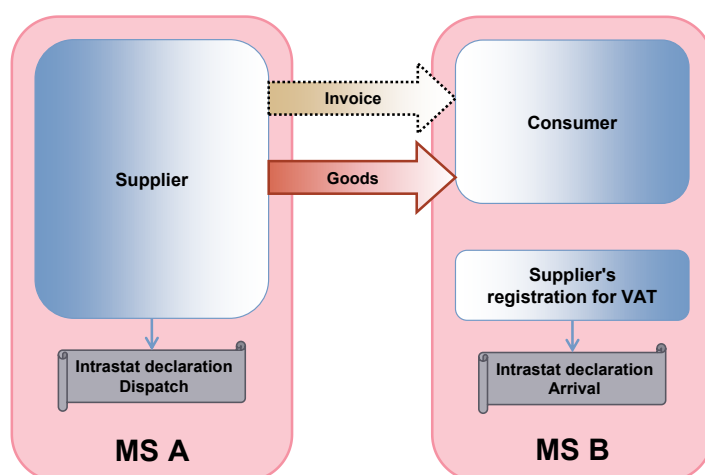 Supplier
Invoice
Goods
Consumer
Supplier's
registration for VAT
Intrastat declaration
Dispatch
Intrastat declaration
Arrival
MS A
MS B